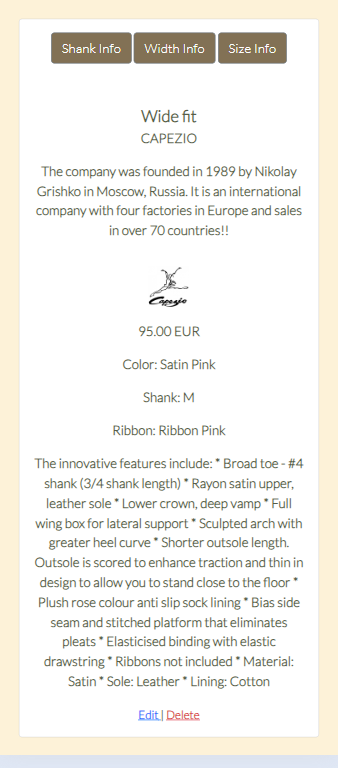 Shank Info Width Info Size Info
Wide fit
CAPEZIO
The company was founded in 1989 by Nikolay
Grishko in Moscow, Russia. It is an international
company with four factories in Europe and sales
in over 70 countries!!
Capezio
95.00 EUR
Color: Satin Pink
Shank: M
Ribbon: Ribbon Pink
The innovative features include: * Broad toe - #4
shank (3/4 shank length) * Rayon satin upper,
leather sole * Lower crown, deep vamp * Full
wing box for lateral support * Sculpted arch with
greater heel curve * Shorter outsole length.
Outsole is scored to enhance traction and thin in
design to allow you to stand close to the floor *
Plush rose colour anti slip sock lining * Bias side
seam and stitched platform that eliminates
pleats * Elasticised binding with elastic
drawstring * Ribbons not included * Material:
Satin * Sole: Leather * Lining: Cotton
Edit | Delete